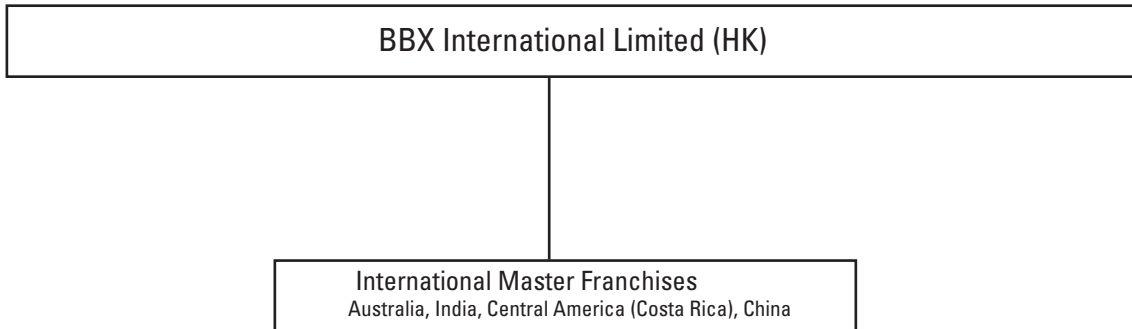 BBX International Limited (HK)
International Master Franchises
Australia, India, Central America (Costa Rica), China